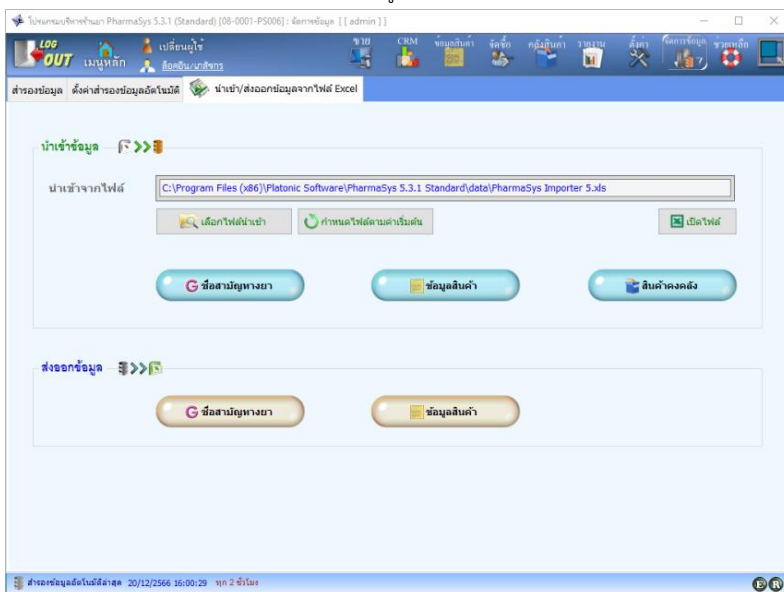 โปรแกรมบริหารร้านยา PharmaSys 5.3.1 (Standard) [08-0001-PS006] : จัดการข้อมูล [ [ admin ] ]
LOG OUT เมนูหลัก เปลี่ยนผู้ใช้ ล็อคอิน/เภสัชกร ขาย CRM ข้อมูลสินค้า จัดซื้อ คลังสินค้า รายงาน ตั้งค่า จัดการข้อมูล ช่วยเหลือ
สำรองข้อมูล ตั้งค่าสำรองข้อมูลอัตโนมัติ นำเข้า/ส่งออกข้อมูลจากไฟล์ Excel
นำเข้าข้อมูล
นำเข้าจากไฟล์ C:\Program Files (x86)\Platonic Software\PharmaSys 5.3.1 Standard\data\PharmaSys Importer 5.xls
เลือกไฟล์นำเข้า กำหนดไฟล์ตามค่าเริ่มต้น เปิดไฟล์
ชื่อสามัญทางยา ข้อมูลสินค้า สินค้าคงคลัง
ส่งออกข้อมูล
ชื่อสามัญทางยา ข้อมูลสินค้า
สำรองข้อมูลอัตโนมัติล่าสุด 20/12/2566 16:00:29 ทุก 2 ชั่วโมง E R